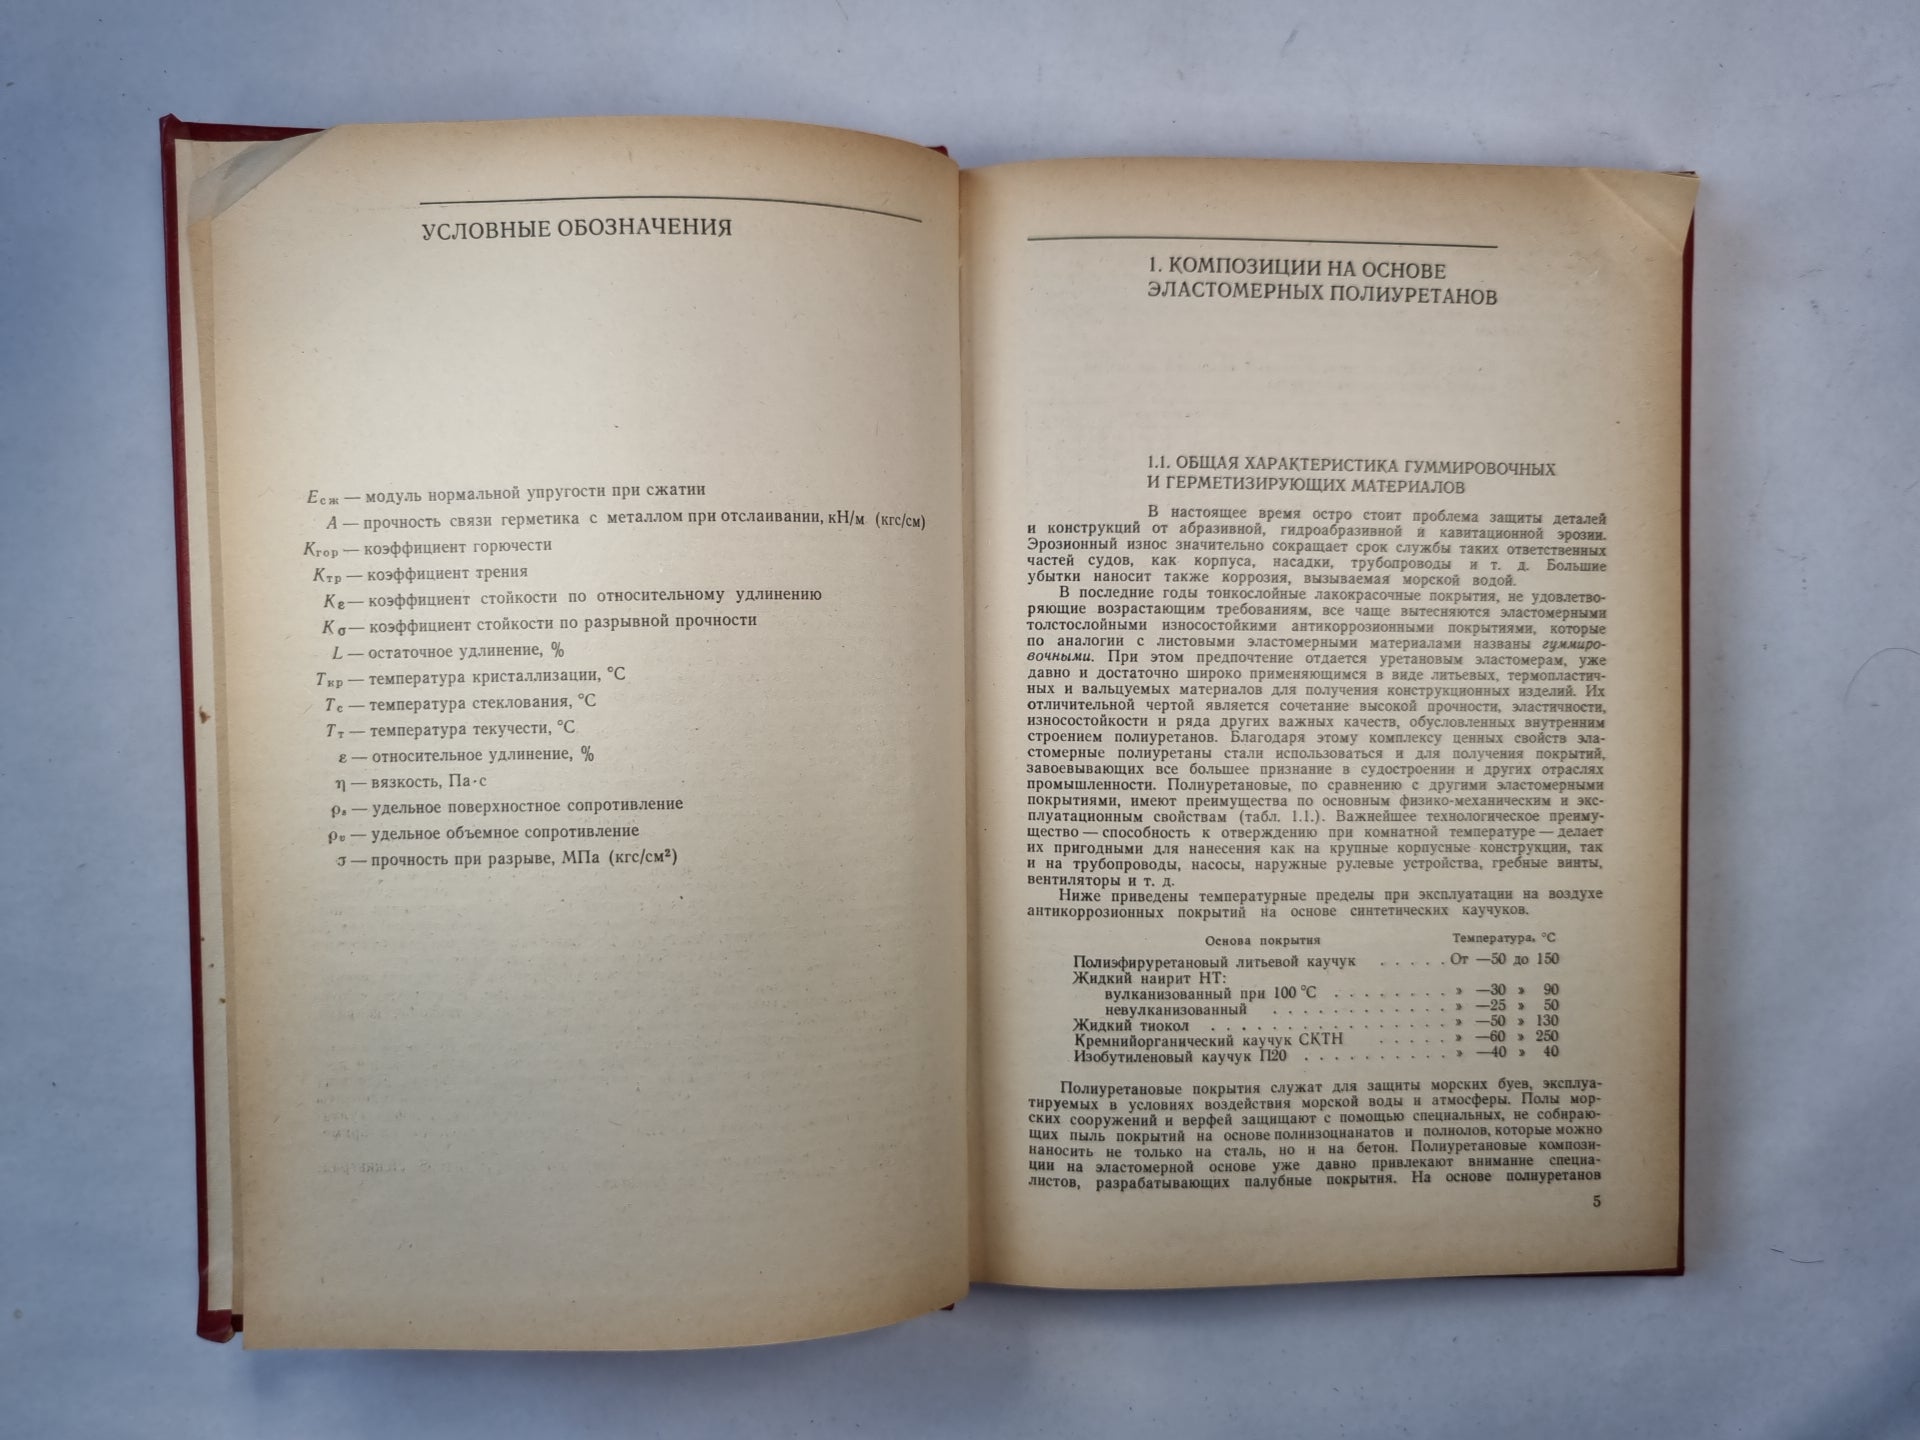 УСЛОВНЫЕ ОБОЗНАЧЕНИЯ
Eсж — модуль нормальной упругости при сжатии
A — прочность связи герметика с металлом при отслаивании, кН/м (кгс/см)
Kгор — коэффициент горючести
Kтр — коэффициент трения
Kε — коэффициент стойкости по относительному удлинению
Kσ — коэффициент стойкости по разрывной прочности
L — остаточное удлинение, %
Tкр — температура кристаллизации, °С
Tс — температура стеклования, °С
Tт — температура текучести, °С
ε — относительное удлинение, %
η — вязкость, Па·с
ρs — удельное поверхностное сопротивление
ρv — удельное объемное сопротивление
σ — прочность при разрыве, МПа (кгс/см²)
1. КОМПОЗИЦИИ НА ОСНОВЕ
ЭЛАСТОМЕРНЫХ ПОЛИУРЕТАНОВ
1.1. ОБЩАЯ ХАРАКТЕРИСТИКА ГУММИРОВОЧНЫХ
И ГЕРМЕТИЗИРУЮЩИХ МАТЕРИАЛОВ
В настоящее время остро стоит проблема защиты деталей
и конструкций от абразивной, гидроабразивной и кавитационной эрозии.
Эрозионный износ значительно сокращает срок службы таких ответственных
частей судов, как корпуса, насадки, трубопроводы и т. д. Большие
убытки наносит также коррозия, вызываемая морской водой.
В последние годы тонкослойные лакокрасочные покрытия, не удовлетво-
ряющие возрастающим требованиям, все чаще вытесняются эластомерными
толстослойными износостойкими антикоррозионными покрытиями, которые
по аналогии с листовыми эластомерными материалами названы гуммиро-
вочными. При этом предпочтение отдается уретановым эластомерам, уже
давно и достаточно широко применяющимся в виде литьевых, термопластич-
ных и вальцуемых материалов для получения конструкционных изделий. Их
отличительной чертой является сочетание высокой прочности, эластичности,
износостойкости и ряда других важных качеств, обусловленных внутренним
строением полиуретанов. Благодаря этому комплексу ценных свойств эла-
стомерные полиуретаны стали использоваться и для получения покрытий,
завоевывающих все большее признание в судостроении и других отраслях
промышленности. Полиуретановые, по сравнению с другими эластомерными
покрытиями, имеют преимущества по основным физико-механическим и экс-
плуатационным свойствам (табл. 1.1.). Важнейшее технологическое преиму-
щество — способность к отверждению при комнатной температуре — делает
их пригодными для нанесения как на крупные корпусные конструкции, так
и на трубопроводы, насосы, наружные рулевые устройства, гребные винты,
вентиляторы и т. д.
Ниже приведены температурные пределы при эксплуатации на воздухе
антикоррозионных покрытий на основе синтетических каучуков.
Основа покрытия Температура, °С
Полиэфируретановый литьевой каучук . . . . . От —50 до 150
Жидкий наирит НТ:
вулканизованный при 100 °С . . . . . . . . » —30 » 90
невулканизованный . . . . . . . . . . . . » —25 » 50
Жидкий тиокол . . . . . . . . . . . . . . . . » —50 » 130
Кремнийорганический каучук СКТН . . . . . » —60 » 250
Изобутиленовый каучук П20 . . . . . . . . . . » —40 » 40
Полиуретановые покрытия служат для защиты морских буев, эксплуа-
тируемых в условиях воздействия морской воды и атмосферы. Полы мор-
ских сооружений и верфей защищают с помощью специальных, не собираю-
щих пыль покрытий на основе полиизоцианатов и полиолов, которые можно
наносить не только на сталь, но и на бетон. Полиуретановые компози-
ции на эластомерной основе уже давно привлекают внимание специа-
листов, разрабатывающих палубные покрытия. На основе полиуретанов
5